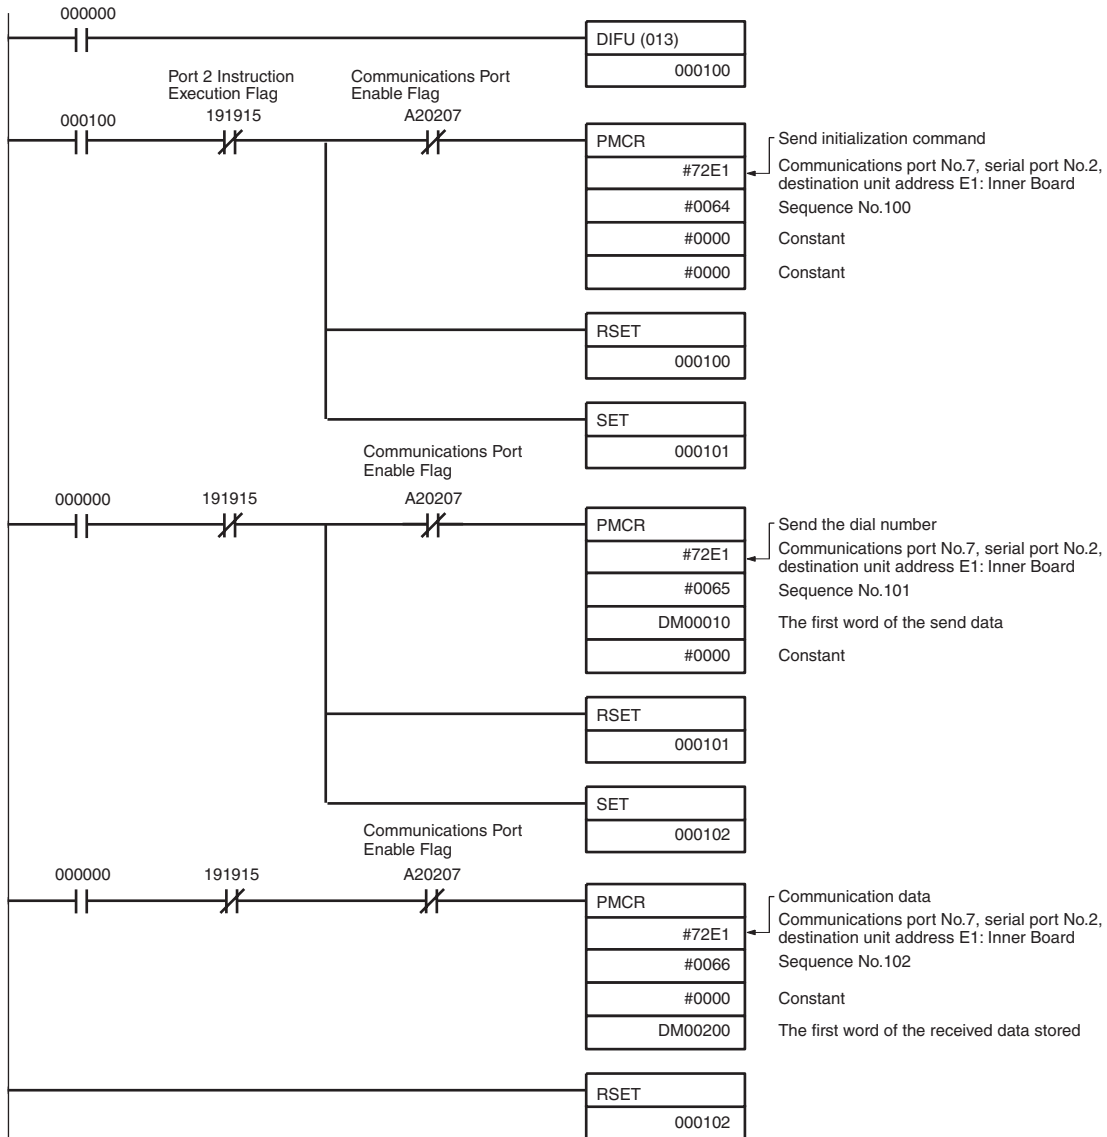 000000
DIFU (013)
000100
Port 2 Instruction
Execution Flag
Communications Port
Enable Flag
000100
191915
A20207
PMCR
Send initialization command
#72E1
Communications port No.7, serial port No.2,
destination unit address E1: Inner Board
#0064
Sequence No.100
#0000
Constant
#0000
Constant
RSET
000100
SET
000101
Communications Port
Enable Flag
000000
191915
A20207
PMCR
Send the dial number
#72E1
Communications port No.7, serial port No.2,
destination unit address E1: Inner Board
#0065
Sequence No.101
DM00010
The first word of the send data
#0000
Constant
RSET
000101
SET
000102
Communications Port
Enable Flag
000000
191915
A20207
PMCR
Communication data
#72E1
Communications port No.7, serial port No.2,
destination unit address E1: Inner Board
#0066
Sequence No.102
#0000
Constant
DM00200
The first word of the received data stored
RSET
000102